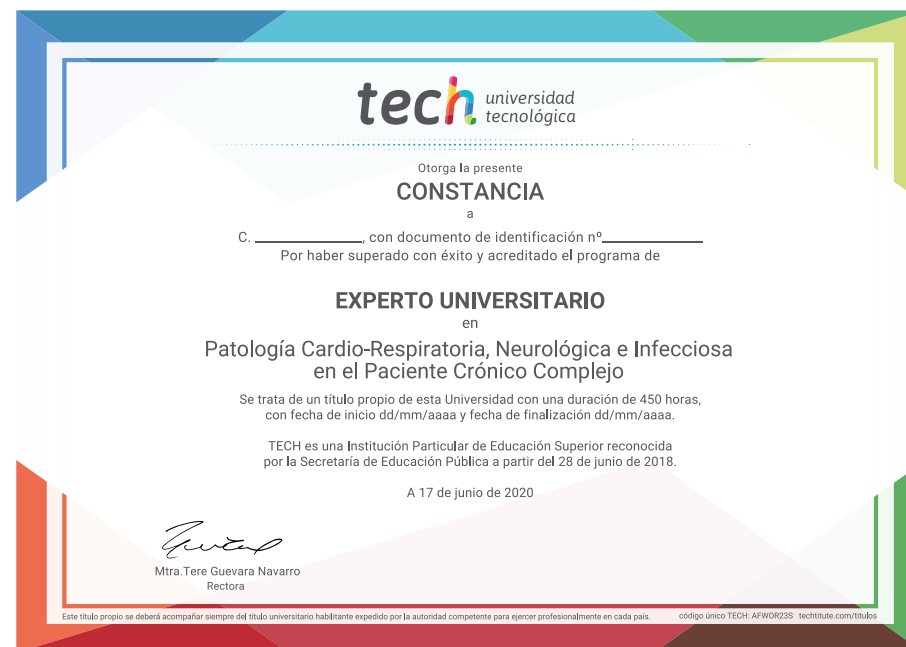 tech universidad
tecnológica
Otorga la presente
CONSTANCIA
a
C. ____________, con documento de identificación nº____________
Por haber superado con éxito y acreditado el programa de
EXPERTO UNIVERSITARIO
en
Patología Cardio-Respiratoria, Neurológica e Infecciosa
en el Paciente Crónico Complejo
Se trata de un título propio de esta Universidad con una duración de 450 horas,
con fecha de inicio dd/mm/aaaa y fecha de finalización dd/mm/aaaa.
TECH es una Institución Particular de Educación Superior reconocida
por la Secretaría de Educación Pública a partir del 28 de junio de 2018.
A 17 de junio de 2020
Mtra.Tere Guevara Navarro
Rectora
Este título propio se deberá acompañar siempre del título universitario habilitante expedido por la autoridad competente para ejercer profesionalmente en cada país. código único TECH: AFWOR23S techtitute.com/titulos